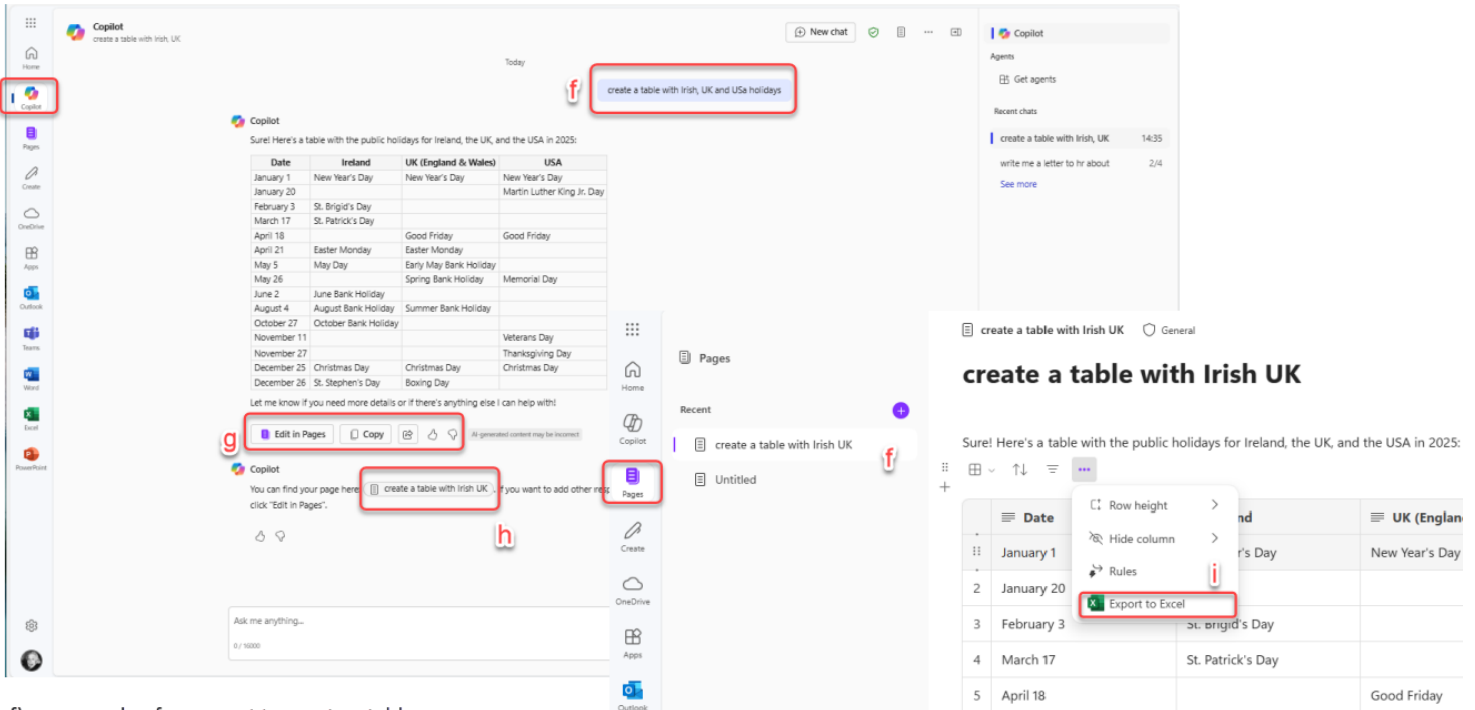 Copilot
create a table with Irish, UK
New chat
Today
f
create a table with Irish, UK and USa holidays
Home
Copilot
Pages
Create
OneDrive
Apps
Outlook
Teams
Word
Excel
PowerPoint
Copilot
Sure! Here's a table with the public holidays for Ireland, the UK, and the USA in 2025:
Date Ireland UK (England & Wales) USA
January 1 New Year's Day New Year's Day New Year's Day
January 20 Martin Luther King Jr. Day
February 3 St. Brigid's Day
March 17 St. Patrick's Day
April 18 Good Friday Good Friday
April 21 Easter Monday Easter Monday
May 5 May Day Early May Bank Holiday
May 26 Spring Bank Holiday Memorial Day
June 2 June Bank Holiday
August 4 August Bank Holiday Summer Bank Holiday
October 27 October Bank Holiday
November 11 Veterans Day
November 27 Thanksgiving Day
December 25 Christmas Day Christmas Day Christmas Day
December 26 St. Stephen's Day Boxing Day
Let me know if you need more details or if there's anything else I can help with!
g
Edit in Pages Copy AI-generated content may be incorrect
Copilot
You can find your page here: create a table with Irish UK . If you want to add other
click "Edit in Pages".
h
Ask me anything...
0 / 16000
Copilot
Agents
Get agents
Recent chats
create a table with Irish, UK 14:35
write me a letter to hr about 2/4
See more
Home
Copilot
Pages
Create
OneDrive
Apps
Outlook
Pages
Recent
create a table with Irish UK
f
Untitled
create a table with Irish UK General
create a table with Irish UK
Sure! Here's a table with the public holidays for Ireland, the UK, and the USA in 2025:
Row height
Hide column
Rules
i
Export to Excel
Date nd UK (Englan
January 1 r's Day New Year's Day
2 January 20
3 February 3 St. Brigid's Day
4 March 17 St. Patrick's Day
5 April 18 Good Friday